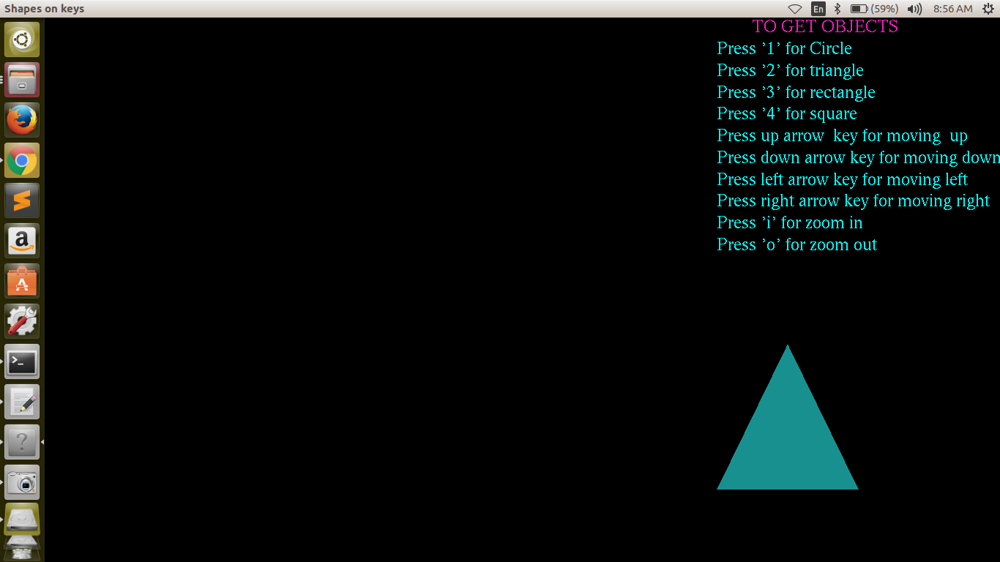 Shapes on keys
En
(59%)
8:56 AM
TO GET OBJECTS
Press ’1’ for Circle
Press ’2’ for triangle
Press ’3’ for rectangle
Press ’4’ for square
Press up arrow  key for moving  up
Press down arrow key for moving down
Press left arrow key for moving left
Press right arrow key for moving right
Press ’i’ for zoom in
Press ’o’ for zoom out
a
A
>_
?